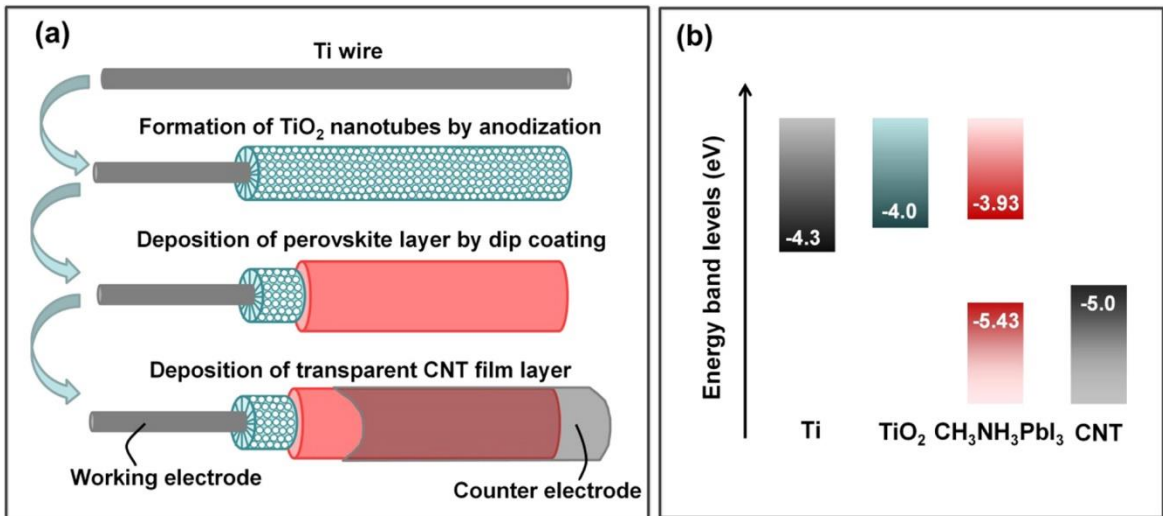 (a)
Ti wire
Formation of TiO₂ nanotubes by anodization
Deposition of perovskite layer by dip coating
Deposition of transparent CNT film layer
Working electrode
Counter electrode
(b)
Energy band levels (eV)
-4.3
-4.0
-3.93
-5.43
-5.0
Ti
TiO₂
CH₃NH₃PbI₃
CNT